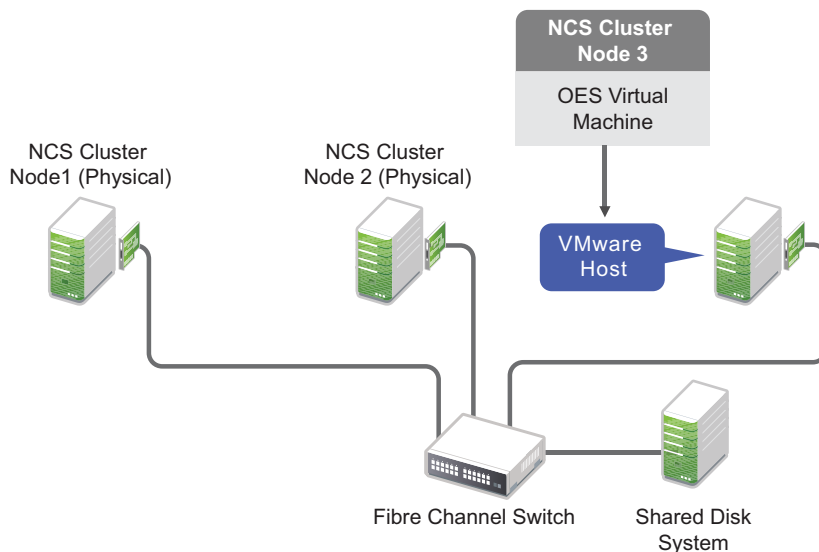 NCS Cluster
Node 3
OES Virtual
Machine
NCS Cluster
Node1 (Physical)
NCS Cluster
Node 2 (Physical)
VMware
Host
Fibre Channel Switch
Shared Disk
System